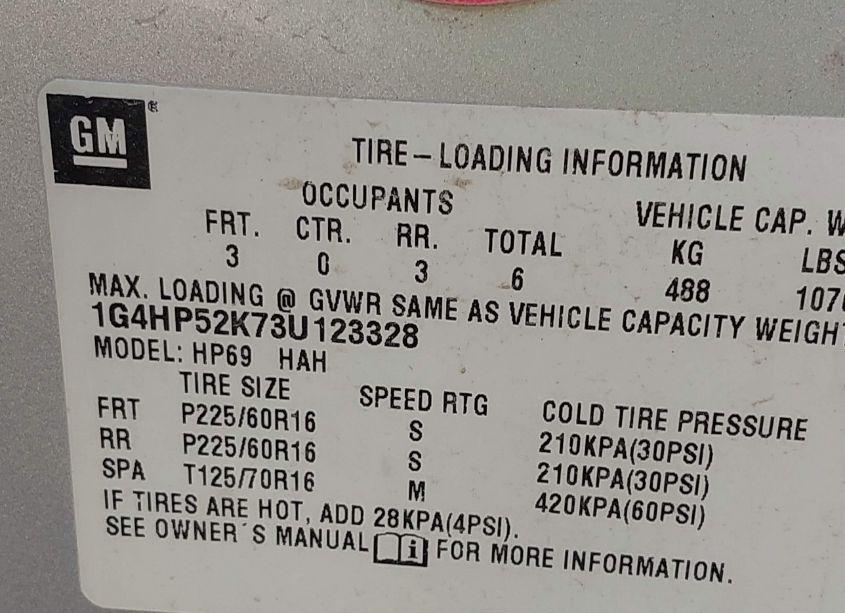 GM®
TIRE-LOADING INFORMATION
OCCUPANTS VEHICLE CAP. W
FRT. CTR. RR. TOTAL KG LBS
3 0 3 6 488 107
MAX. LOADING @ GVWR SAME AS VEHICLE CAPACITY WEIGHT
1G4HP52K73U123328
MODEL: HP69 HAH
TIRE SIZE SPEED RTG COLD TIRE PRESSURE
FRT P225/60R16 S 210KPA(30PSI)
RR P225/60R16 S 210KPA(30PSI)
SPA T125/70R16 M 420KPA(60PSI)
IF TIRES ARE HOT, ADD 28KPA(4PSI).
SEE OWNER´S MANUAL i FOR MORE INFORMATION.